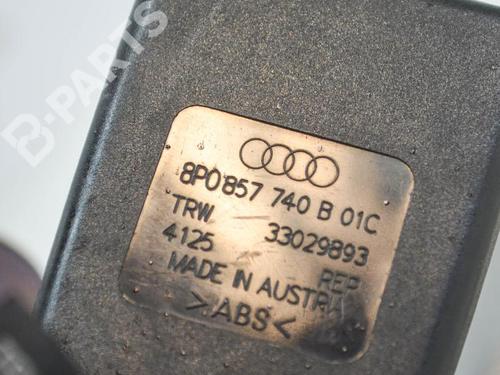 B-PARTS
8P0 857 740 B 01C
TRW 33029893
4125 REP
MADE IN AUSTRIA
>ABS<